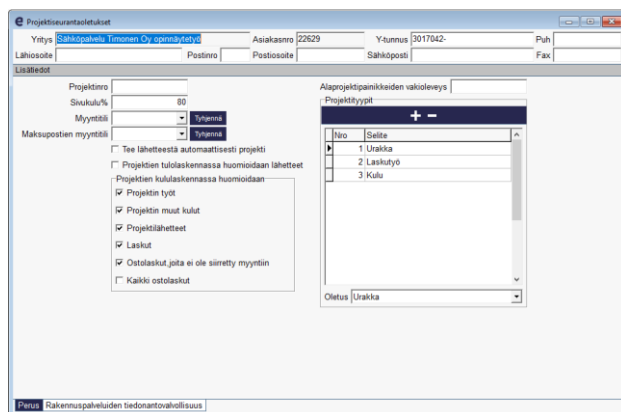 Projektiseurantaoletukset
Yritys Sähköpalvelu Timonen Oy opinnäytetyö Asiakasnro 22629 Y-tunnus 3017042- Puh
Lähiosoite Postinro Postiosoite Sähköposti Fax
Lisätiedot
Projektinro
Sivukulu% 80
Myyntitili Tyhjennä
Maksupostien myyntitili Tyhjennä
Tee lähetteestä automaattisesti projekti
Projektien tulolaskennassa huomioidaan lähetteet
Projektien kululaskennassa huomioidaan
Projektin työt
Projektin muut kulut
Projektilähetteet
Laskut
Ostolaskut,joita ei ole siirretty myyntiin
Kaikki ostolaskut
Alaprojektipainikkeiden vakioleveys
Projektityypit
+ −
Nro Selite
1 Urakka
2 Laskutyö
3 Kulu
Oletus Urakka
Perus Rakennuspalveluiden tiedonantovalvollisuus